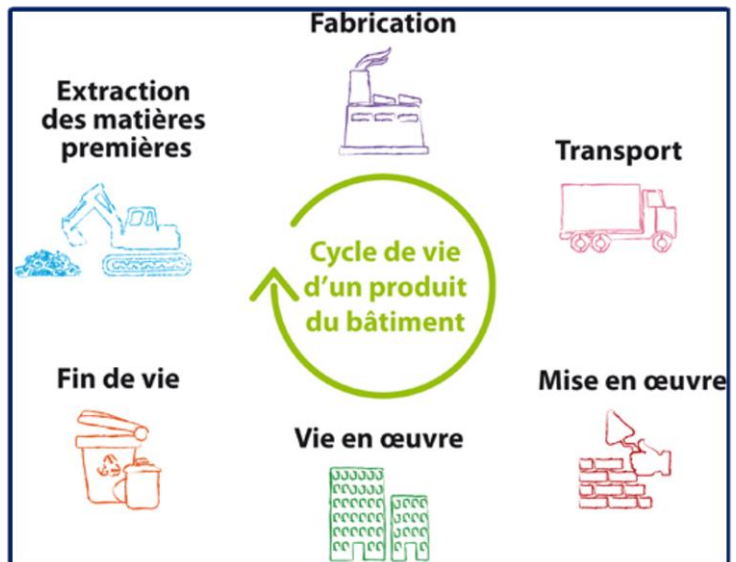 Fabrication
Extraction
des matières
premières
Transport
Cycle de vie
d'un produit
du bâtiment
Fin de vie
Mise en œuvre
Vie en œuvre